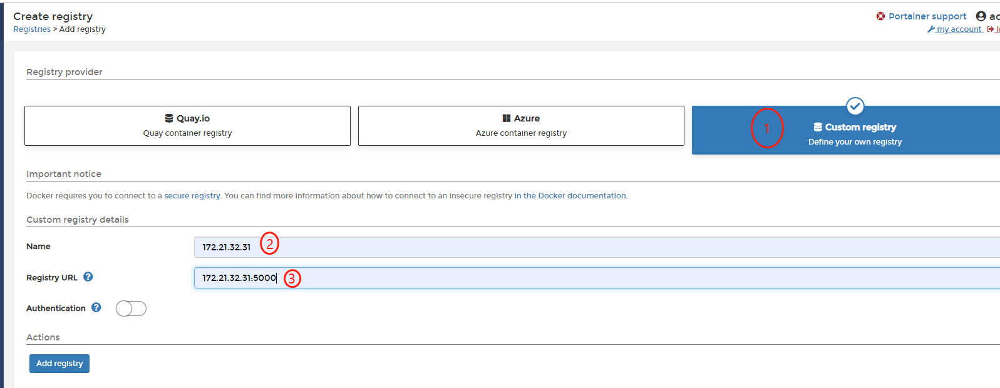 Create registry
Portainer support
Registries > Add registry
my account
Registry provider
Quay.io
Quay container registry
Azure
Azure container registry
1
Custom registry
Define your own registry
Important notice
Docker requires you to connect to a secure registry. You can find more information about how to connect to an insecure registry in the Docker documentation.
Custom registry details
Name
172.21.32.31
2
Registry URL
172.21.32.31:5000
3
Authentication
Actions
Add registry